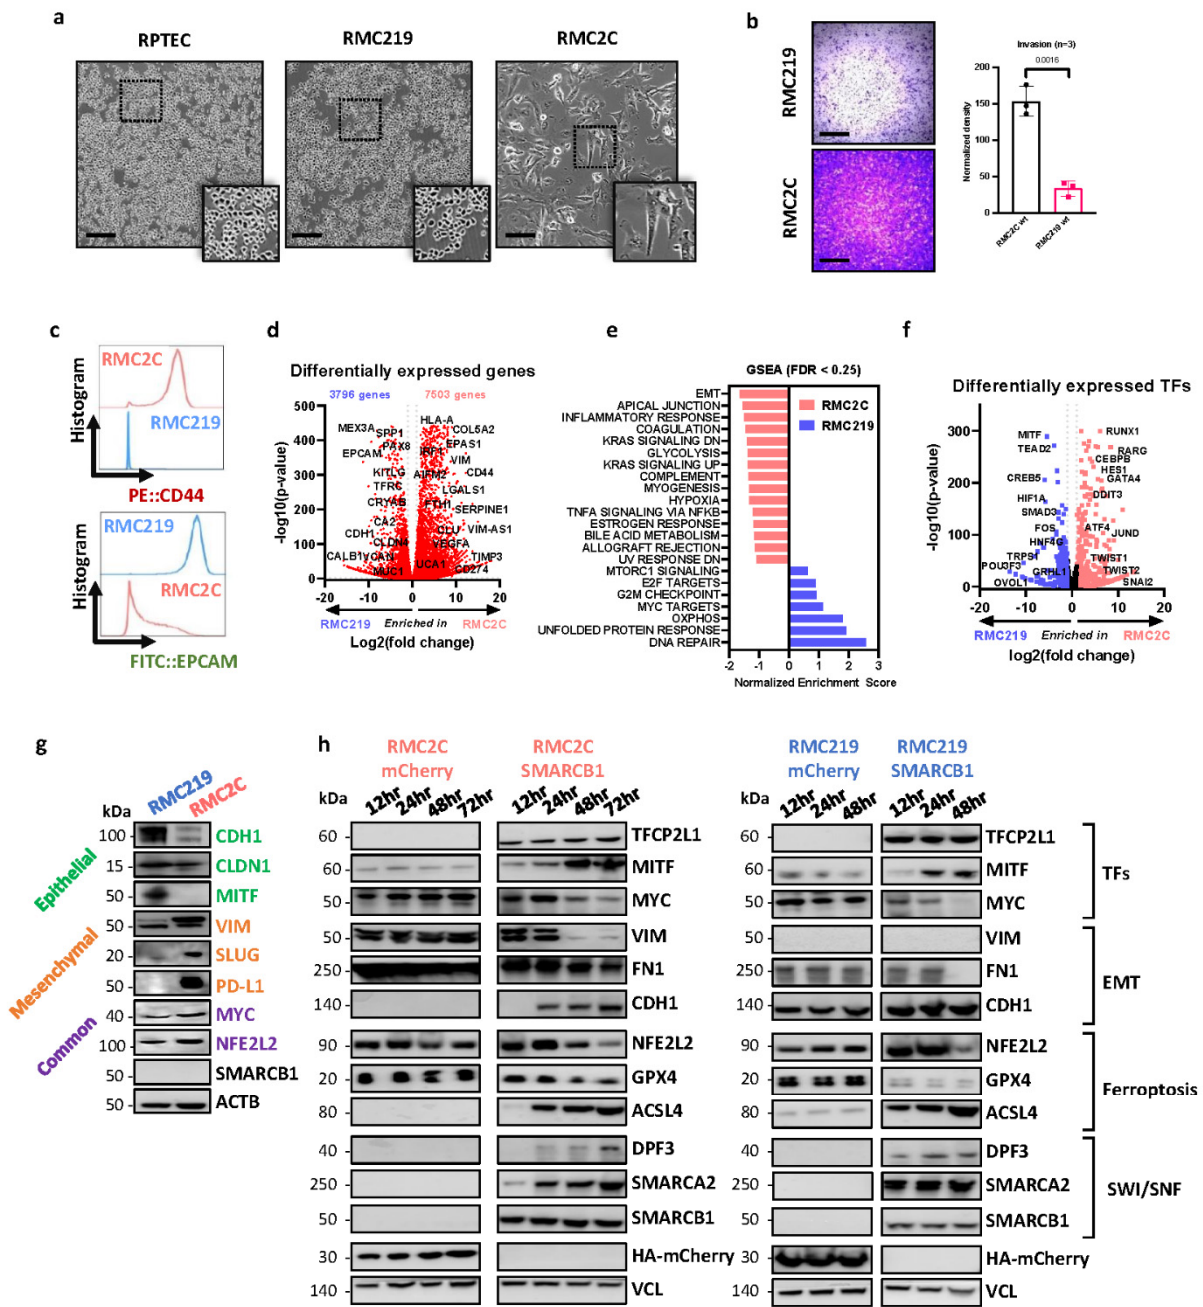 a
RPTEC
RMC219
RMC2C
b
RMC219
RMC2C
Invasion (n=3)
0.0016
Normalized density
200
150
100
50
0
RMC2C wt
RMC219 wt
c
Histogram
RMC2C
RMC219
PE::CD44
Histogram
RMC219
RMC2C
FITC::EPCAM
d
Differentially expressed genes
3796 genes
7503 genes
-log10(p-value)
500
400
300
200
100
0
MEX3A
SPP1
PAX8
EPCAM
KITLG
TFRC
CRYAB
CA2
CDH1
CLDN4
CALB1
VCAN
MUC1
HLA-A
COL5A2
EPAS1
IRF1
VIM
AIFM2
CD44
LGALS1
FTH1
SERPINE1
CLU
VIM-AS1
VEGFA
TIMP3
UCA1
CD274
-20 -10 0 10 20
RMC219
Enriched in
RMC2C
Log2(fold change)
e
GSEA (FDR < 0.25)
RMC2C
RMC219
EMT
APICAL JUNCTION
INFLAMMATORY RESPONSE
COAGULATION
KRAS SIGNALING DN
GLYCOLYSIS
KRAS SIGNALING UP
COMPLEMENT
MYOGENESIS
HYPOXIA
TNFA SIGNALING VIA NFKB
ESTROGEN RESPONSE
BILE ACID METABOLISM
ALLOGRAFT REJECTION
UV RESPONSE DN
MTORC1 SIGNALING
E2F TARGETS
G2M CHECKPOINT
MYC TARGETS
OXPHOS
UNFOLDED PROTEIN RESPONSE
DNA REPAIR
-2 -1 0 1 2 3
Normalized Enrichment Score
f
Differentially expressed TFs
-log10(p-value)
300
200
100
0
MITF
TEAD2
CREB5
HIF1A
SMAD3
FOS
HNF4G
TRPS1
POU3F3
GRHL1
OVOL1
RUNX1
RARG
CEBPB
HES1
GATA4
DDIT3
ATF4
JUND
TWIST1
TWIST2
SNAI2
-20 -10 0 10 20
RMC219
Enriched in
RMC2C
log2(fold change)
g
kDa
RMC219
RMC2C
Epithelial
Mesenchymal
Common
100 - CDH1
15 - CLDN1
50 - MITF
50 - VIM
20 - SLUG
50 - PD-L1
40 - MYC
100 - NFE2L2
50 - SMARCB1
50 - ACTB
h
RMC2C
mCherry
RMC2C
SMARCB1
RMC219
mCherry
RMC219
SMARCB1
kDa 12hr 24hr 48hr 72hr 12hr 24hr 48hr 72hr
60 - TFCP2L1
60 - MITF
50 - MYC
50 - VIM
250 - FN1
140 - CDH1
90 - NFE2L2
20 - GPX4
80 - ACSL4
40 - DPF3
250 - SMARCA2
50 - SMARCB1
30 - HA-mCherry
140 - VCL
kDa 12hr 24hr 48hr 12hr 24hr 48hr
60 - TFCP2L1
60 - MITF
50 - MYC
TFs
50 - VIM
250 - FN1
140 - CDH1
EMT
90 - NFE2L2
20 - GPX4
80 - ACSL4
Ferroptosis
40 - DPF3
250 - SMARCA2
50 - SMARCB1
SWI/SNF
30 - HA-mCherry
140 - VCL